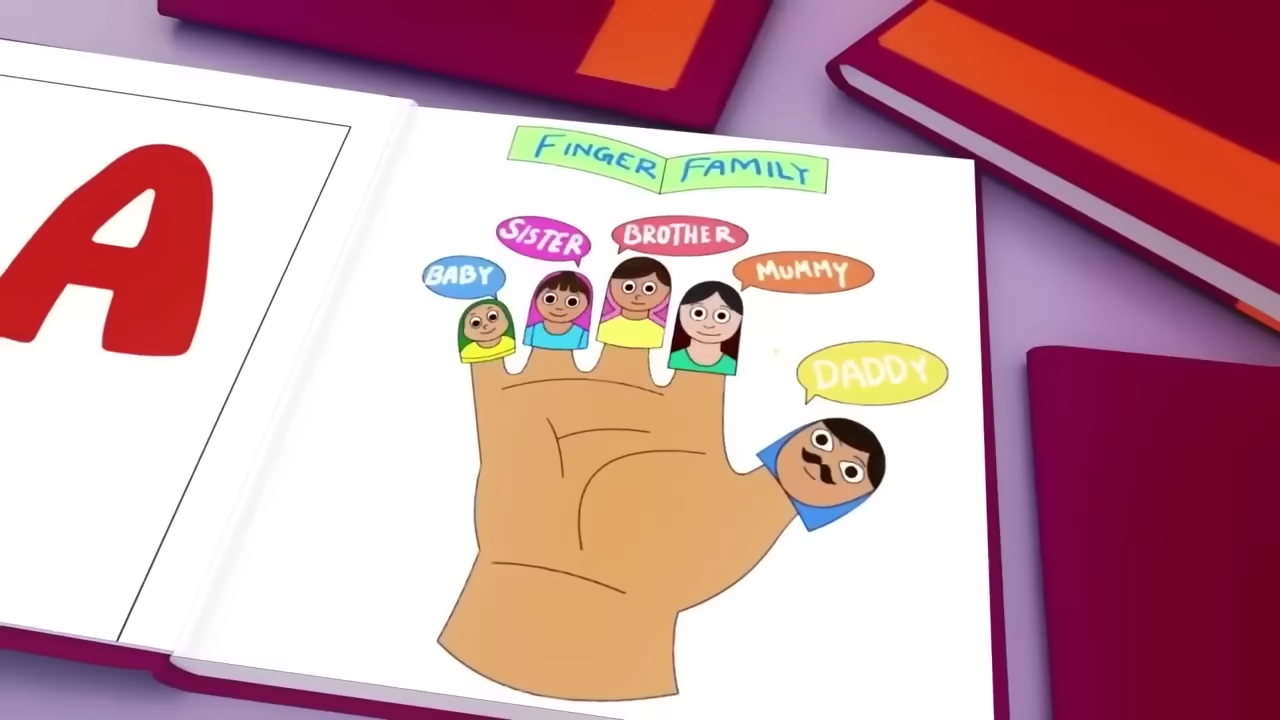 A
FINGER FAMILY
SISTER
BROTHER
BABY
MUMMY
DADDY